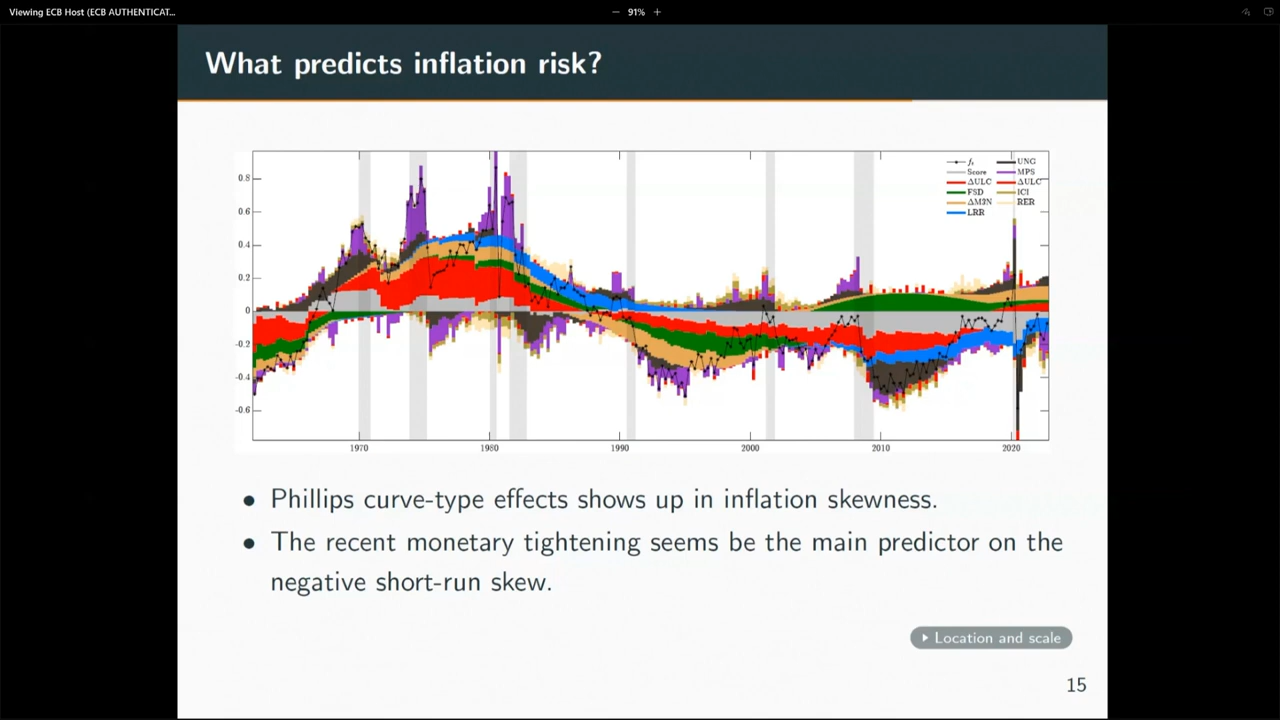 Viewing ECB Host (ECB AUTHENTICAT...
− 91% +
What predicts inflation risk?
0.8
0.6
0.4
0.2
0
-0.2
-0.4
-0.6
1970 1980 1990 2000 2010 2020
Score
ΔULC
FSD
LRR
UNG
MPS
ΔULC
ICI
RER
• Phillips curve-type effects shows up in inflation skewness.
• The recent monetary tightening seems be the main predictor on the
negative short-run skew.
Location and scale
15